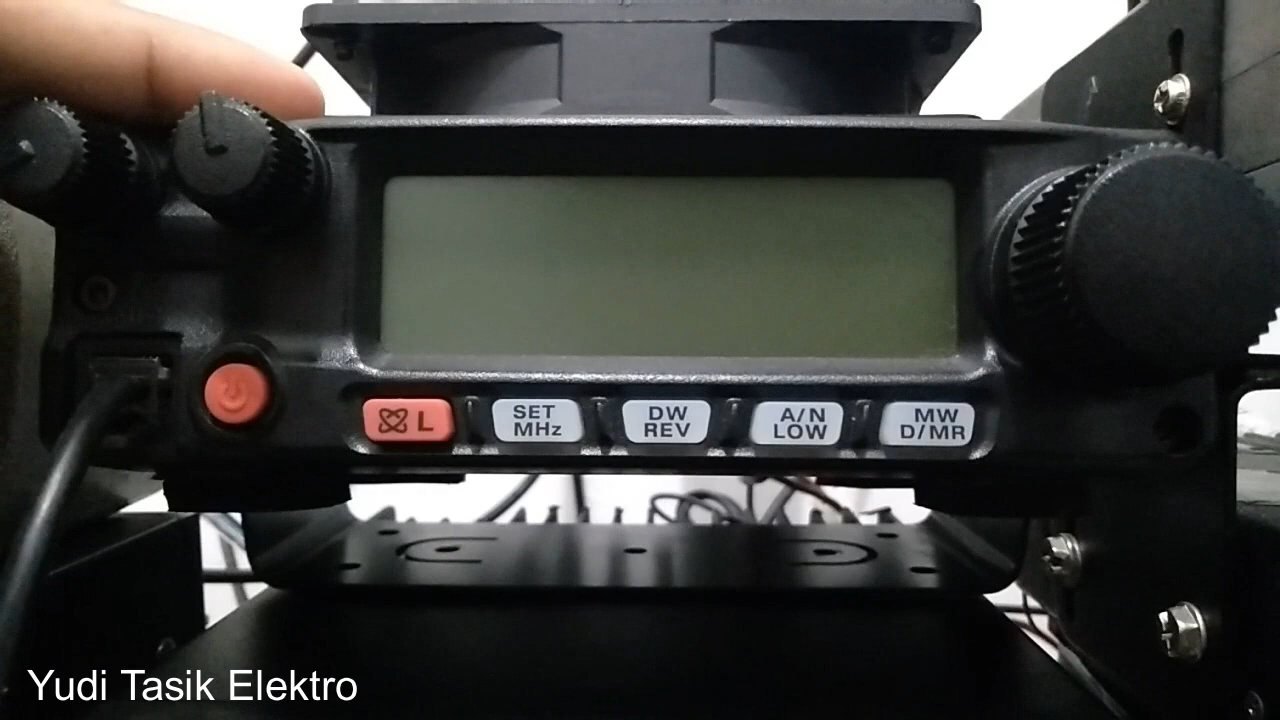 L
SET
MHz
DW
REV
A/N
LOW
MW
D/MR
Yudi Tasik Elektro